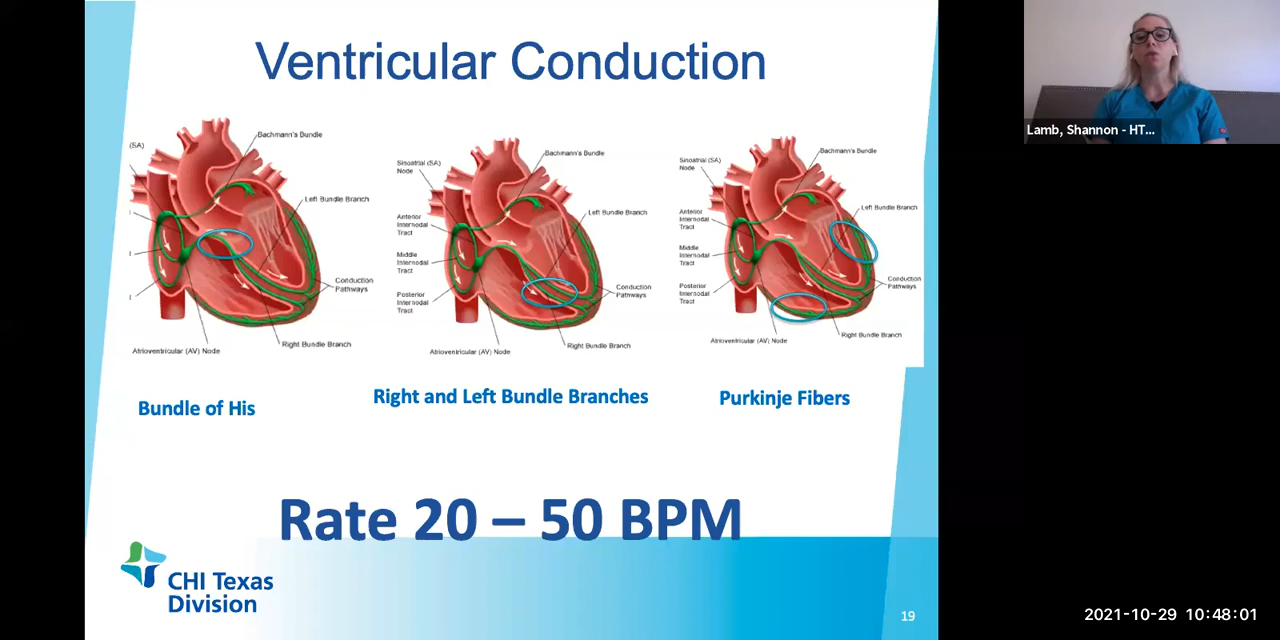 Ventricular Conduction
(SA)
Bachmann's Bundle
Left Bundle Branch
Conduction
Pathways
Right Bundle Branch
Atrioventricular (AV) Node
Bundle of His
Sinoatrial (SA)
Node
Bachmann's Bundle
Anterior
Internodal
Tract
Left Bundle Branch
Middle
Internodal
Tract
Conduction
Pathways
Posterior
Internodal
Tract
Right Bundle Branch
Atrioventricular (AV) Node
Right and Left Bundle Branches
Sinoatrial (SA)
Node
Bachmann's Bundle
Anterior
Internodal
Tract
Left Bundle Branch
Middle
Internodal
Tract
Conduction
Pathways
Posterior
Internodal
Tract
Right Bundle Branch
Atrioventricular (AV) Node
Purkinje Fibers
Rate 20 – 50 BPM
CHI Texas
Division
19
Lamb, Shannon - HT...
2021-10-29 10:48:01